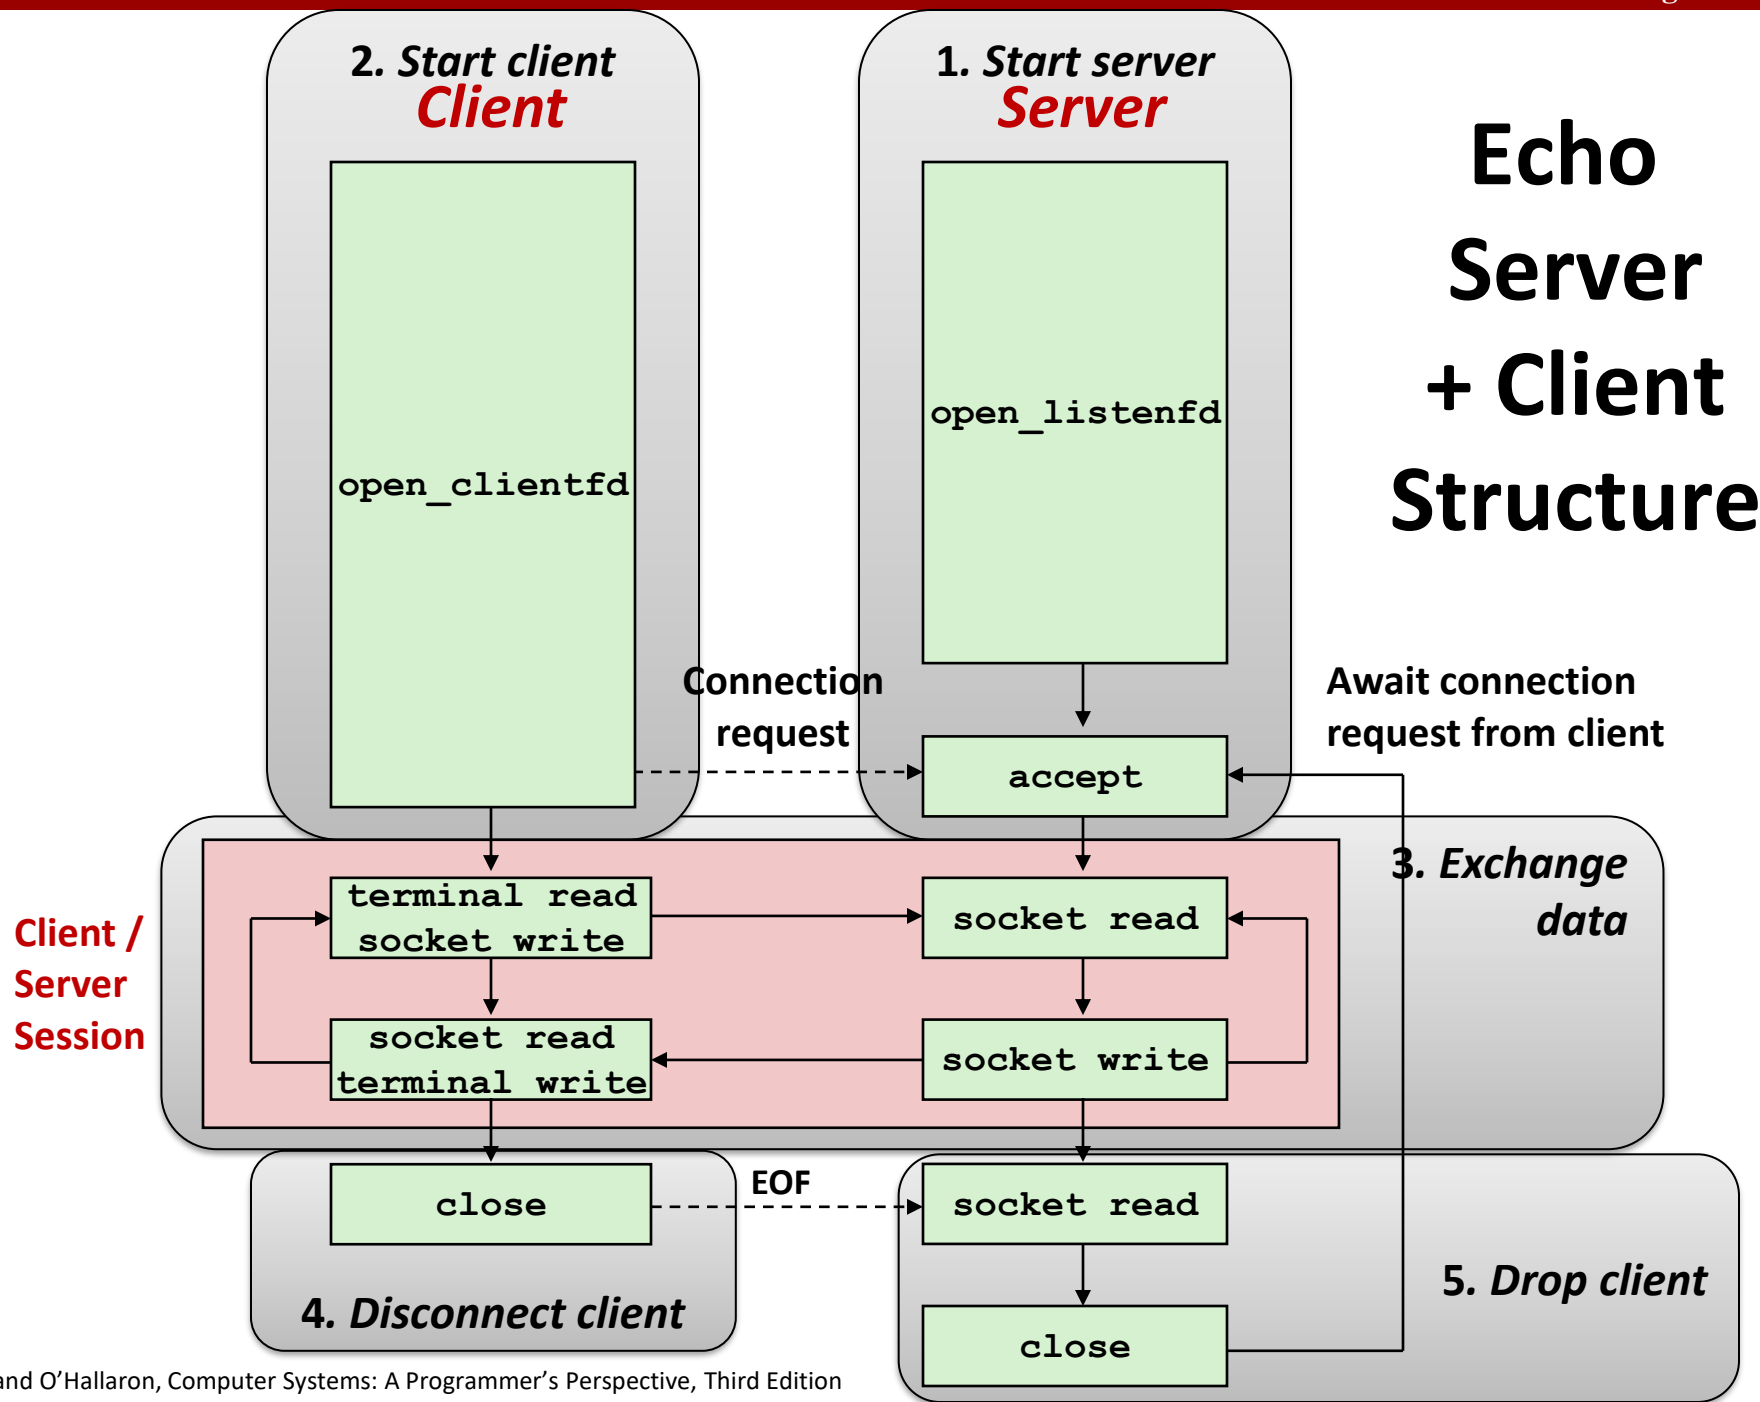 2. Start client
Client
1. Start server
Server
Echo
Server
+ Client
Structure
open_listenfd
open_clientfd
Connection
request
Await connection
request from client
accept
3. Exchange
data
Client /
Server
Session
terminal read
socket write
socket read
socket read
terminal write
socket write
close
EOF
socket read
4. Disconnect client
5. Drop client
close
and O’Hallaron, Computer Systems: A Programmer’s Perspective, Third Edition